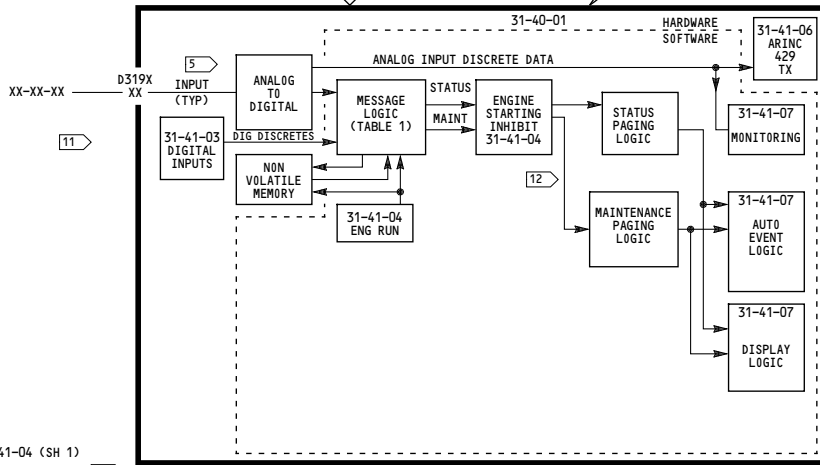 31-40-01
HARDWARE
SOFTWARE
31-41-06
ARINC
429
TX
5
ANALOG INPUT DISCRETE DATA
XX-XX-XX
D319X
XX
INPUT
(TYP)
ANALOG
TO
DIGITAL
MESSAGE
LOGIC
(TABLE 1)
STATUS
MAINT
ENGINE
STARTING
INHIBIT
31-41-04
STATUS
PAGING
LOGIC
31-41-07
MONITORING
11
31-41-03
DIGITAL
INPUTS
DIG DISCRETES
NON
VOLATILE
MEMORY
12
31-41-04
ENG RUN
MAINTENANCE
PAGING
LOGIC
31-41-07
AUTO
EVENT
LOGIC
31-41-07
DISPLAY
LOGIC
41-04 (SH 1)